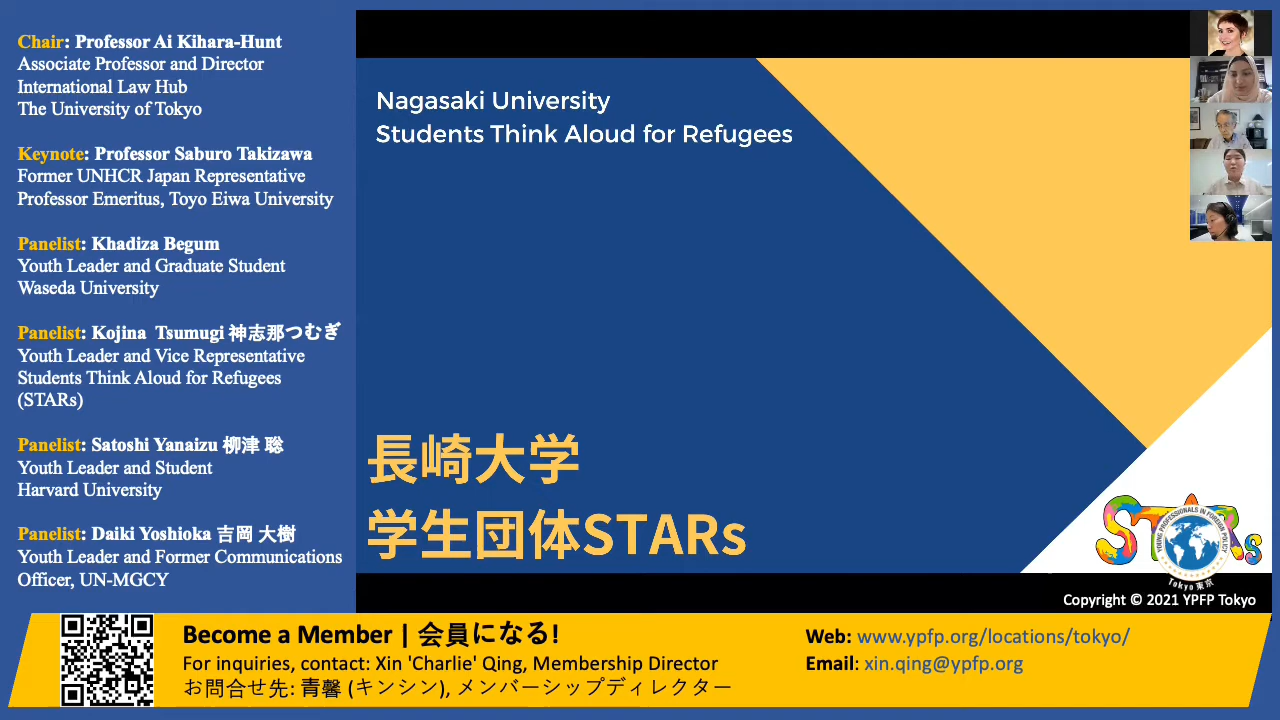 Chair: Professor Ai Kihara-Hunt
Associate Professor and Director
International Law Hub
The University of Tokyo
Keynote: Professor Saburo Takizawa
Former UNHCR Japan Representative
Professor Emeritus, Toyo Eiwa University
Panelist: Khadiza Begum
Youth Leader and Graduate Student
Waseda University
Panelist: Kojina Tsumugi 神志那つむぎ
Youth Leader and Vice Representative
Students Think Aloud for Refugees
(STARs)
Panelist: Satoshi Yanaizu 柳津 聡
Youth Leader and Student
Harvard University
Panelist: Daiki Yoshioka 吉岡 大樹
Youth Leader and Former Communications
Officer, UN-MGCY
Nagasaki University
Students Think Aloud for Refugees
長崎大学
学生団体STARs
STARs
YOUNG PROFESSIONALS IN FOREIGN POLICY
Tokyo 東京
Copyright © 2021 YPFP Tokyo
Become a Member | 会員になる!
For inquiries, contact: Xin 'Charlie' Qing, Membership Director
お問合せ先: 青馨 (キンシン), メンバーシップディレクター
Web: www.ypfp.org/locations/tokyo/
Email: xin.qing@ypfp.org